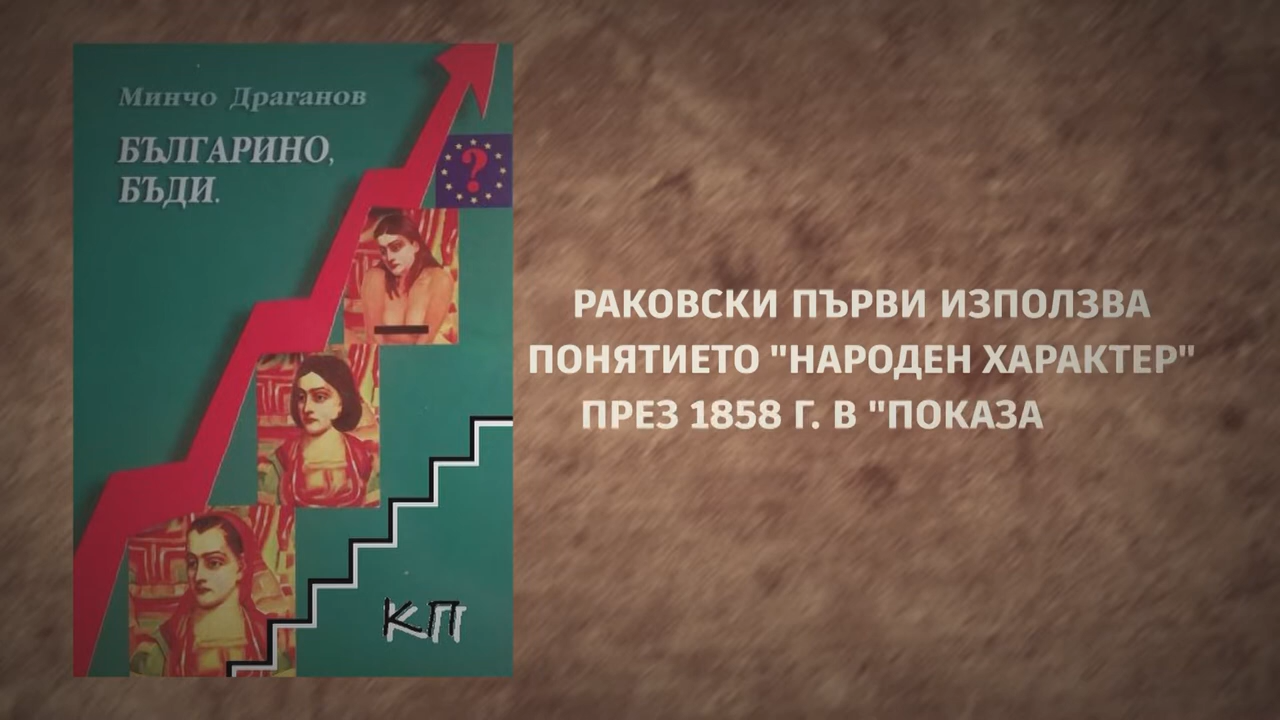 Минчо Драганов
БЪЛГАРИНО,
БЪДИ.
?
КП
РАКОВСКИ ПЪРВИ ИЗПОЛЗВА
ПОНЯТИЕТО "НАРОДЕН ХАРАКТЕР"
ПРЕЗ 1858 Г. В "ПОКАЗА